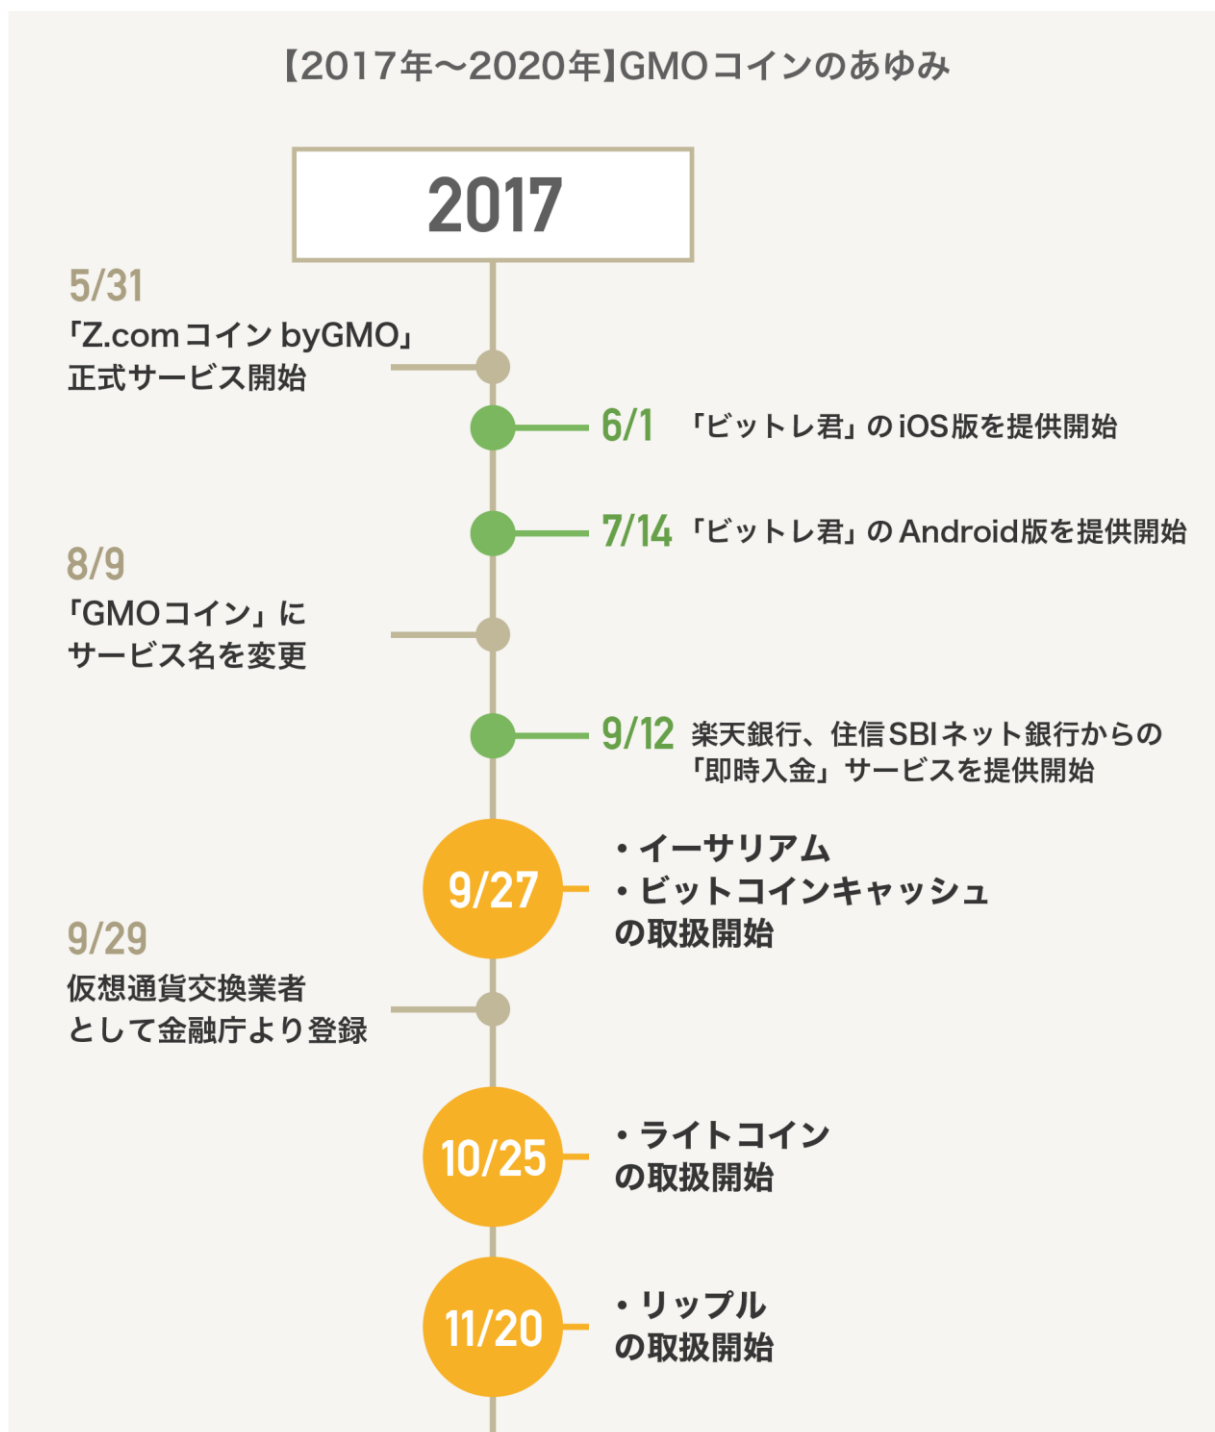 【2017年～2020年】GMOコインのあゆみ
2017
5/31
「Z.comコイン byGMO」
正式サービス開始
6/1 「ビットレ君」のiOS版を提供開始
7/14 「ビットレ君」のAndroid版を提供開始
8/9
「GMOコイン」に
サービス名を変更
9/12 楽天銀行、住信SBIネット銀行からの
「即時入金」サービスを提供開始
9/27
・イーサリアム
・ビットコインキャッシュ
の取扱開始
9/29
仮想通貨交換業者
として金融庁より登録
10/25
・ライトコイン
の取扱開始
11/20
・リップル
の取扱開始